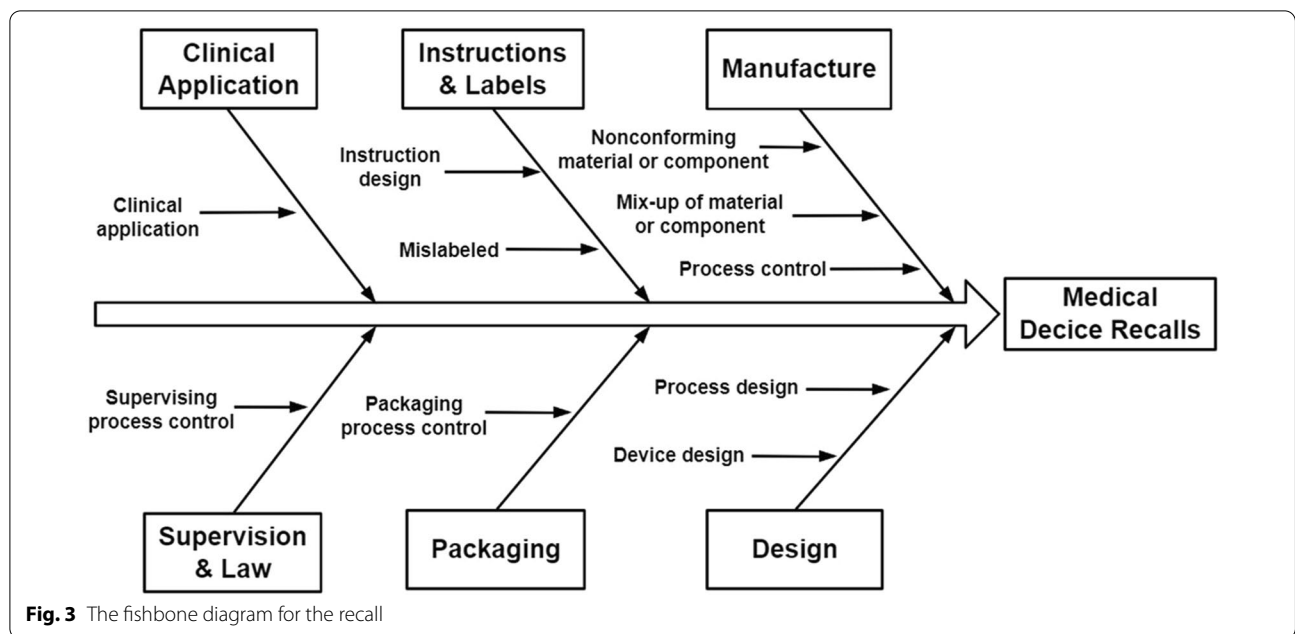 Clinical
Application
Instructions
& Labels
Manufacture
Nonconforming
material or component
Instruction
design
Mix-up of material
or component
Clinical
application
Mislabeled
Process control
Medical
Decice Recalls
Supervising
process control
Packaging
process control
Process design
Device design
Supervision
& Law
Packaging
Design
Fig. 3 The fishbone diagram for the recall